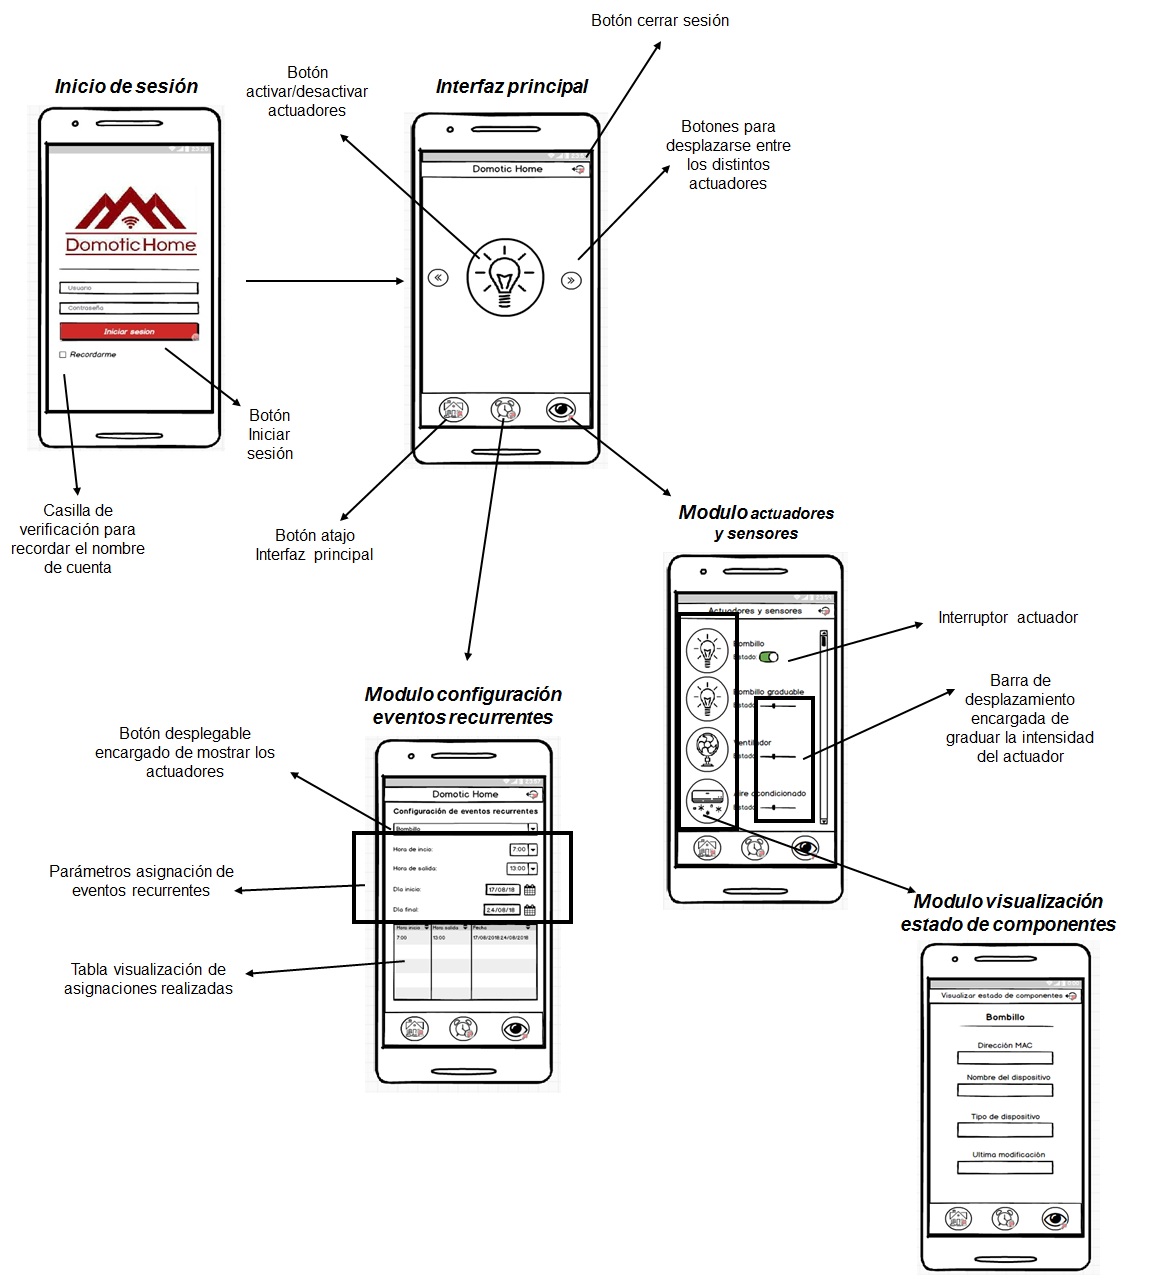 Botón cerrar sesión
Inicio de sesión
Botón
activar/desactivar
actuadores
Interfaz principal
Botones para
desplazarse entre
los distintos
actuadores
Domotic Home
Usuario
Contraseña
Iniciar sesion
Recordarme
Domotic Home
Botón
Iniciar
sesión
Casilla de
verificación para
recordar el nombre
de cuenta
Botón atajo
Interfaz principal
Modulo actuadores
y sensores
Actuadores y sensores
Bombillo
Estado:
Bombillo graduable
Estado:
Ventilador
Estado:
Aire acondicionado
Estado:
Interruptor actuador
Barra de
desplazamiento
encargada de
graduar la intensidad
del actuador
Modulo configuración
eventos recurrentes
Botón desplegable
encargado de mostrar los
actuadores
Domotic Home
Configuración de eventos recurrentes
Bombillo
Hora de incio: 7:00
Hora de salida: 13:00
Día inicio: 17/08/18
Día final: 24/08/18
Hora inicio Hora salida Fecha
7:00 13:00 17/08/2018:24/08/2018
Parámetros asignación de
eventos recurrentes
Tabla visualización de
asignaciones realizadas
Modulo visualización
estado de componentes
Visualizar estado de componentes
Bombillo
Dirección MAC
Nombre del dispositivo
Tipo de dispositivo
Ultima modificación